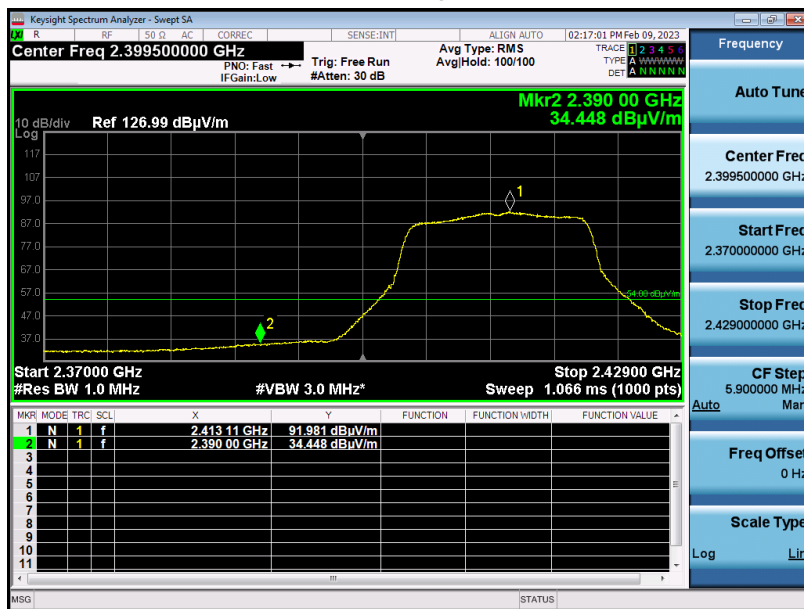 Keysight Spectrum Analyzer - Swept SA
LXI R RF 50 Ω AC CORREC SENSE:INT ALIGN AUTO 02:17:01 PM Feb 09, 2023
Center Freq 2.399500000 GHz
PNO: Fast
IFGain:Low
Trig: Free Run
#Atten: 30 dB
Avg Type: RMS
Avg|Hold: 100/100
TRACE 1 2 3 4 5 6
TYPE A WWWWW
DET A N N N N N
Mkr2 2.390 00 GHz
34.448 dBµV/m
10 dB/div Ref 126.99 dBµV/m
Log
117
107
97.0
87.0
77.0
67.0
57.0
47.0
37.0
1
2
54.00 dBµV/m
Start 2.37000 GHz Stop 2.42900 GHz
#Res BW 1.0 MHz #VBW 3.0 MHz* Sweep 1.066 ms (1000 pts)
MKR MODE TRC SCL X Y FUNCTION FUNCTION WIDTH FUNCTION VALUE
1 N 1 f 2.413 11 GHz 91.981 dBµV/m
2 N 1 f 2.390 00 GHz 34.448 dBµV/m
3
4
5
6
7
8
9
10
11
MSG STATUS
Frequency
Auto Tune
Center Freq
2.399500000 GHz
Start Freq
2.370000000 GHz
Stop Freq
2.429000000 GHz
CF Step
5.900000 MHz
Auto Man
Freq Offset
0 Hz
Scale Type
Log Lin